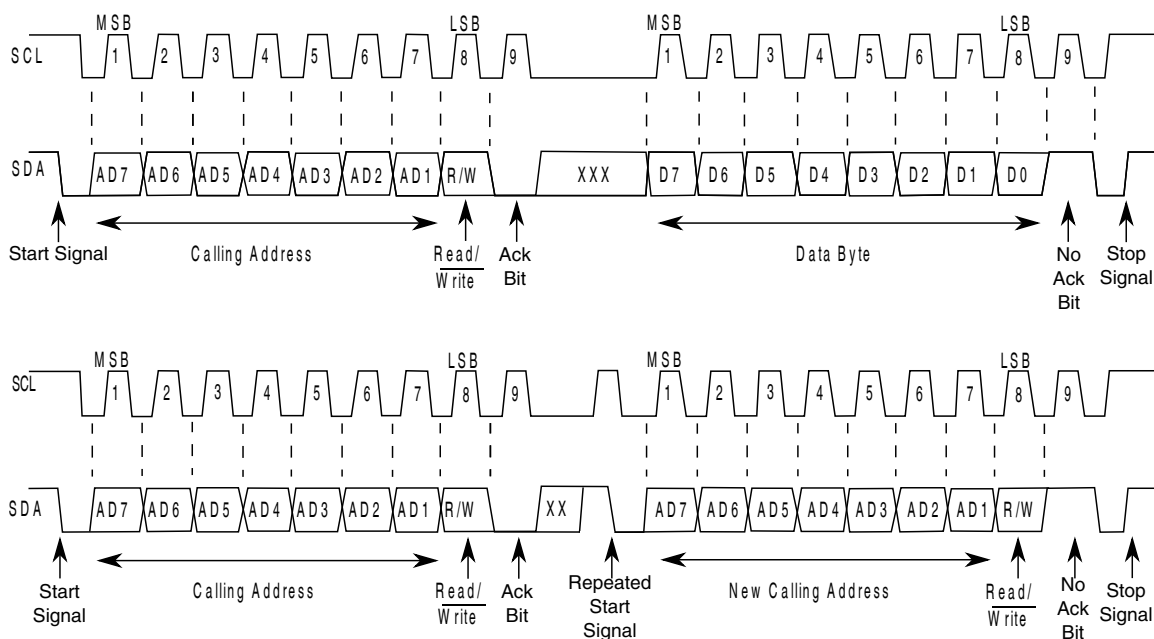 MSB LSB MSB LSB
SCL 1 2 3 4 5 6 7 8 9 1 2 3 4 5 6 7 8 9
SDA AD7 AD6 AD5 AD4 AD3 AD2 AD1 R/W XXX D7 D6 D5 D4 D3 D2 D1 D0
Start Signal Calling Address Read/ Ack Data Byte No Stop
Write Bit Ack Signal
Bit
MSB LSB MSB LSB
SCL 1 2 3 4 5 6 7 8 9 1 2 3 4 5 6 7 8 9
SDA AD7 AD6 AD5 AD4 AD3 AD2 AD1 R/W XX AD7 AD6 AD5 AD4 AD3 AD2 AD1 R/W
Start Calling Address Read/ Ack Repeated New Calling Address Read/ No Stop
Signal Write Bit Start Write Ack Signal
Signal Bit